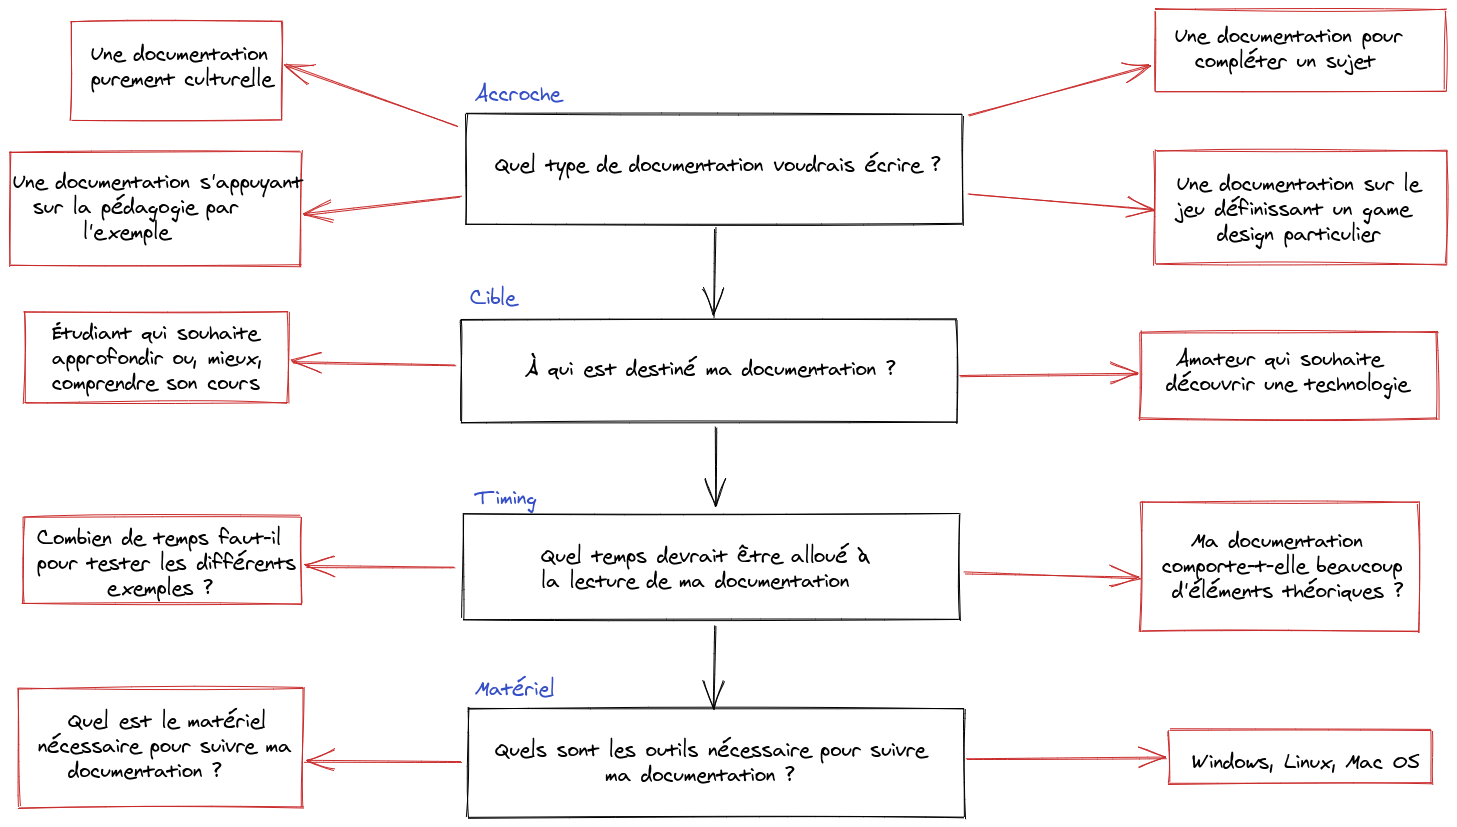 Une documentation
purement culturelle
Une documentation pour
compléter un sujet
Accroche
Quel type de documentation voudrais écrire ?
Une documentation s'appuyant
sur la pédagogie par
l'exemple
Une documentation sur le
jeu définissant un game
design particulier
Cible
À qui est destiné ma documentation ?
Étudiant qui souhaite
approfondir ou, mieux,
comprendre son cours
Amateur qui souhaite
découvrir une technologie
Timing
Quel temps devrait être alloué à
la lecture de ma documentation
Combien de temps faut-il
pour tester les différents
exemples ?
Ma documentation
comporte-t-elle beaucoup
d'éléments théoriques ?
Matériel
Quels sont les outils nécessaire pour suivre
ma documentation ?
Quel est le matériel
nécessaire pour suivre ma
documentation ?
Windows, Linux, Mac OS